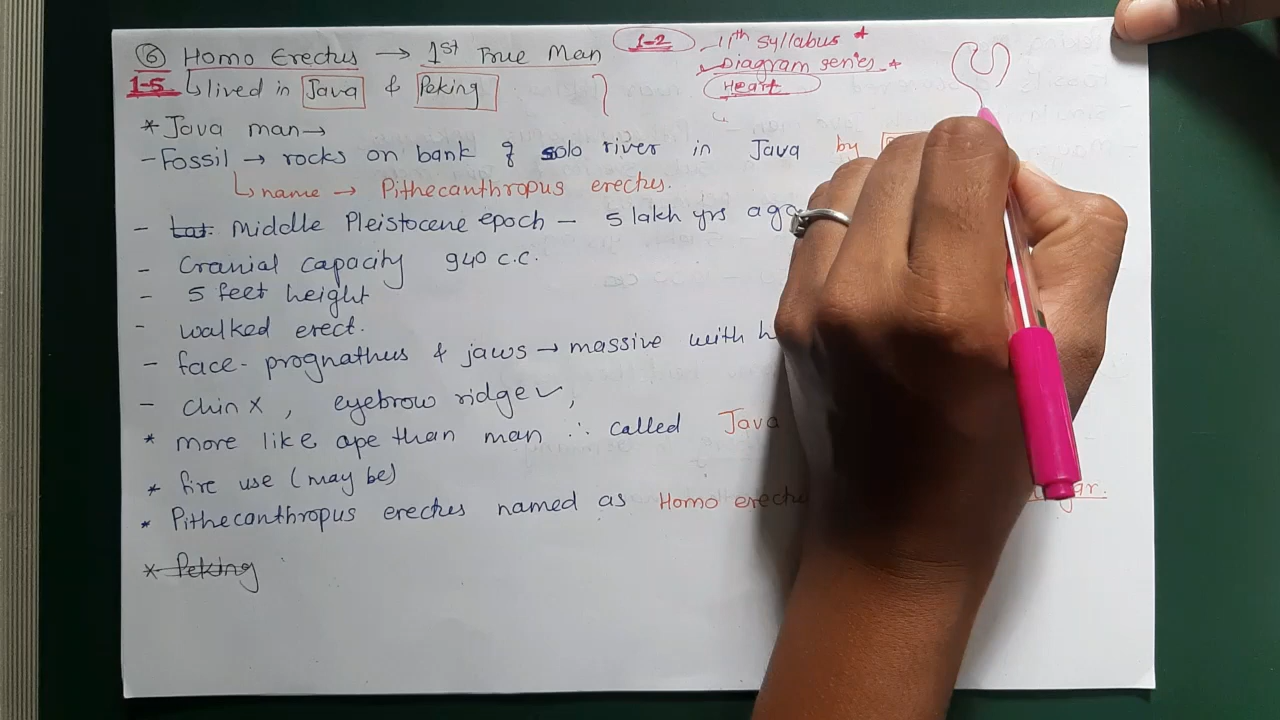 ⑥ Homo Erectus → 1st True Man
1-5 ↳ lived in Java & Peking
1-2
11th syllabus *
Diagram series *
Heart
* Java man →
- Fossil → rocks on bank of solo river in Java by
↳ name → Pithecanthropus erectus.
- Lat. Middle Pleistocene epoch - 5 lakh yrs ago
- Cranial capacity 940 c.c.
- 5 feet height
- walked erect.
- face - prognathus & jaws → massive with
- chin x , eyebrow ridge ✓,
* more like ape than man ∴ called Java
* fire use (may be)
* Pithecanthropus erectus named as Homo erectu
* Peking